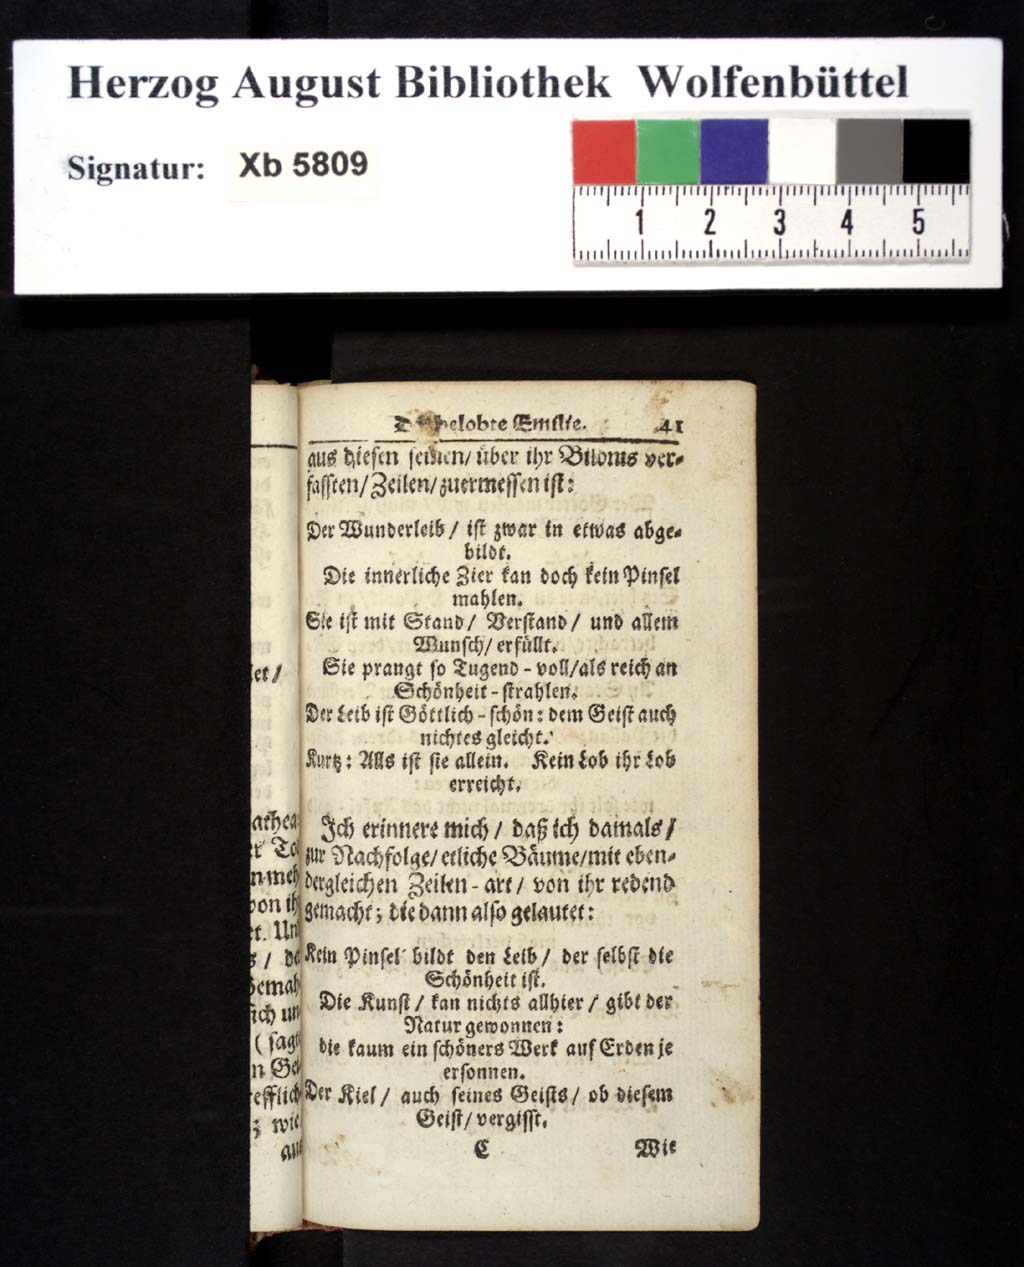 Herzog August Bibliothek Wolfenbüttel
Signatur: Xb 5809
1 2 3 4 5
belobte Emilie. 41
aus diesen seinen/ über ihr Bildnis ver-
fassten/ Zeilen/ zuermessen ist:
Der Wunderleib / ist zwar in etwas abge-
bildt.
Die innerliche Zier kan doch kein Pinsel
mahlen.
Sie ist mit Stand/ Verstand/ und allem
Wunsch/ erfüllt.
Sie prangt so Tugend-voll/als reich an
Schönheit-strahlen.
Der Leib ist Göttlich-schön: dem Geist auch
nichtes gleicht.
Kurtz: Alls ist sie allein. Kein Lob ihr Lob
erreicht.
Ich erinnere mich/ daß ich damals/
zur Nachfolge/ etliche Bäume/mit eben-
dergleichen Zeilen-art/ von ihr redend
gemacht; die dann also gelautet:
Kein Pinsel bildt den Leib/ der selbst die
Schönheit ist.
Die Kunst/ kan nichts allhier/ gibt der
Natur gewonnen:
die kaum ein schöners Werk auf Erden je
ersonnen.
Der Kiel/ auch seines Geists/ ob diesem
Geist/ vergisst.
C Wie